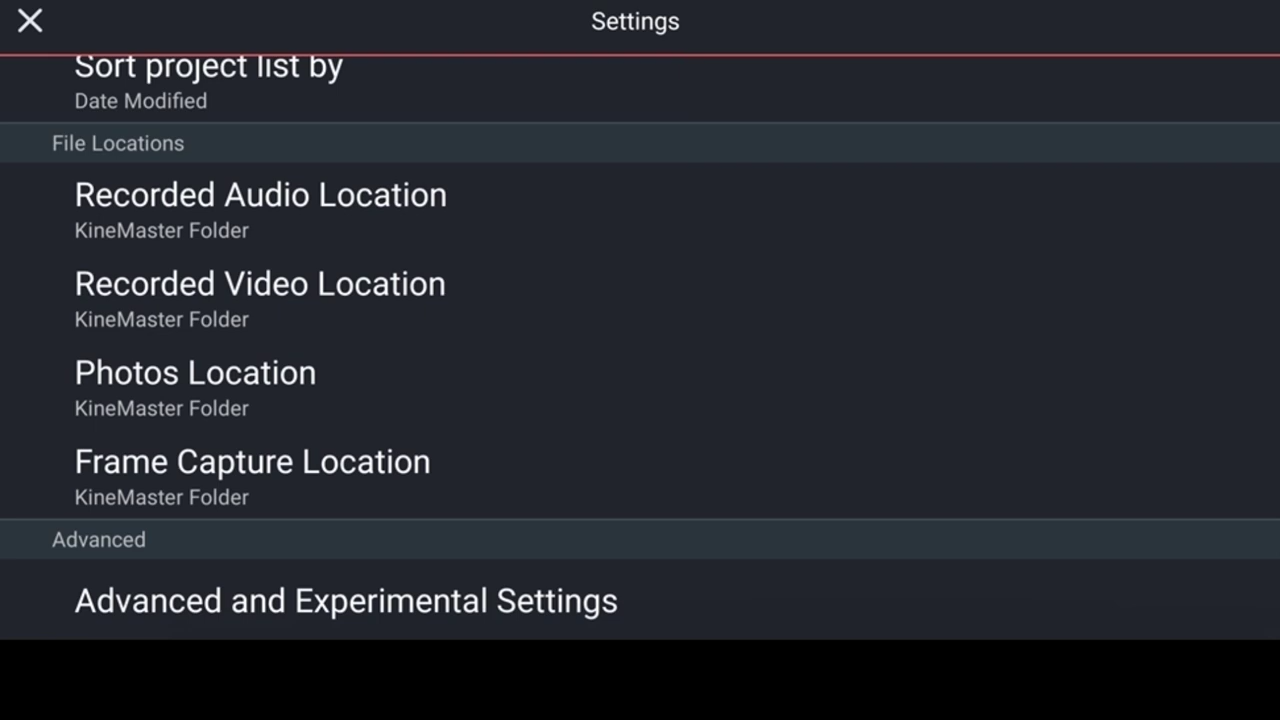 Settings
Sort project list by
Date Modified
File Locations
Recorded Audio Location
KineMaster Folder
Recorded Video Location
KineMaster Folder
Photos Location
KineMaster Folder
Frame Capture Location
KineMaster Folder
Advanced
Advanced and Experimental Settings